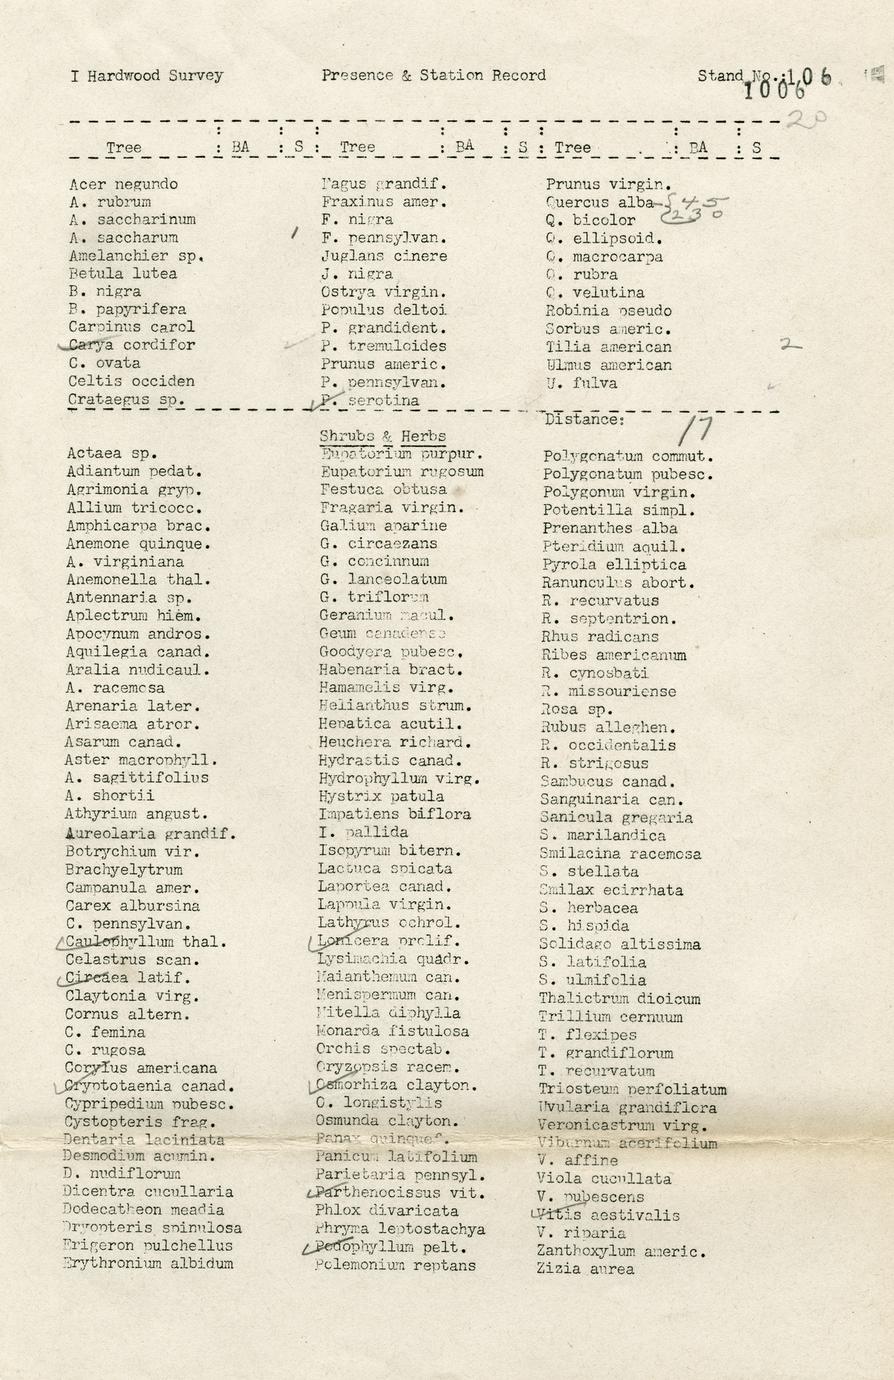 I Hardwood Survey Presence & Station Record Stand No. 106
1006
20
Tree : BA : S : Tree : BA : S : Tree : BA : S
Acer negundo
A. rubrum
A. saccharinum
A. saccharum
Amelanchier sp.
Betula lutea
B. nigra
B. papyrifera
Carpinus carol
Carya cordifor
C. ovata
Celtis occiden
Crataegus sp.
Fagus grandif.
Fraxinus amer.
F. nigra
F. pennsylvan.
Juglans cinere
J. nigra
Ostrya virgin.
Populus deltoi
P. grandident.
P. tremuloides
Prunus americ.
P. pennsylvan.
P. serotina
Prunus virgin.
Quercus alba 45
Q. bicolor 230
Q. ellipsoid.
Q. macrocarpa
Q. rubra
Q. velutina
Robinia pseudo
Sorbus americ.
Tilia american 2
Ulmus american
U. fulva
Distance: 17
Shrubs & Herbs
Actaea sp.
Adiantum pedat.
Agrimonia gryp.
Allium tricocc.
Amphicarpa brac.
Anemone quinque.
A. virginiana
Anemonella thal.
Antennaria sp.
Aplectrum hiem.
Apocynum andros.
Aquilegia canad.
Aralia nudicaul.
A. racemosa
Arenaria later.
Arisaema atror.
Asarum canad.
Aster macrophyll.
A. sagittifolius
A. shortii
Athyrium angust.
Aureolaria grandif.
Botrychium vir.
Brachyelytrum
Campanula amer.
Carex albursina
C. pennsylvan.
Caulophyllum thal.
Celastrus scan.
Circaea latif.
Claytonia virg.
Cornus altern.
C. femina
C. rugosa
Corylus americana
Cryptotaenia canad.
Cypripedium pubesc.
Cystopteris frag.
Dentaria laciniata
Desmodium acumin.
D. nudiflorum
Dicentra cucullaria
Dodecatheon meadia
Dryopteris spinulosa
Erigeron pulchellus
Erythronium albidum
Eupatorium purpur.
Eupatorium rugosum
Festuca obtusa
Fragaria virgin.
Galium aparine
G. circaezans
G. concinnum
G. lanceolatum
G. triflorum
Geranium macul.
Geum canadense
Goodyera pubesc.
Habenaria bract.
Hamamelis virg.
Helianthus strum.
Hepatica acutil.
Heuchera richard.
Hydrastis canad.
Hydrophyllum virg.
Hystrix patula
Impatiens biflora
I. pallida
Isopyrum bitern.
Lactuca spicata
Laportea canad.
Lappula virgin.
Lathyrus ochrol.
Lonicera prolif.
Lysimachia quadr.
Maianthemum can.
Menispermum can.
Mitella diphylla
Monarda fistulosa
Orchis spectab.
Oryzopsis racem.
Osmorhiza clayton.
O. longistylis
Osmunda clayton.
Panax quinquef.
Panicum latifolium
Parietaria pennsyl.
Parthenocissus vit.
Phlox divaricata
Phryma leptostachya
Podophyllum pelt.
Polemonium reptans
Polygonatum commut.
Polygonatum pubesc.
Polygonum virgin.
Potentilla simpl.
Prenanthes alba
Pteridium aquil.
Pyrola elliptica
Ranunculus abort.
R. recurvatus
R. septentrion.
Rhus radicans
Ribes americanum
R. cynosbati
R. missouriense
Rosa sp.
Rubus alleghen.
R. occidentalis
R. strigosus
Sambucus canad.
Sanguinaria can.
Sanicula gregaria
S. marilandica
Smilacina racemosa
S. stellata
Smilax ecirrhata
S. herbacea
S. hispida
Solidago altissima
S. latifolia
S. ulmifolia
Thalictrum dioicum
Trillium cernuum
T. flexipes
T. grandiflorum
T. recurvatum
Triosteum perfoliatum
Uvularia grandiflora
Veronicastrum virg.
Viburnum acerifolium
V. affine
Viola cucullata
V. pubescens
Vitis aestivalis
V. riparia
Zanthoxylum americ.
Zizia aurea